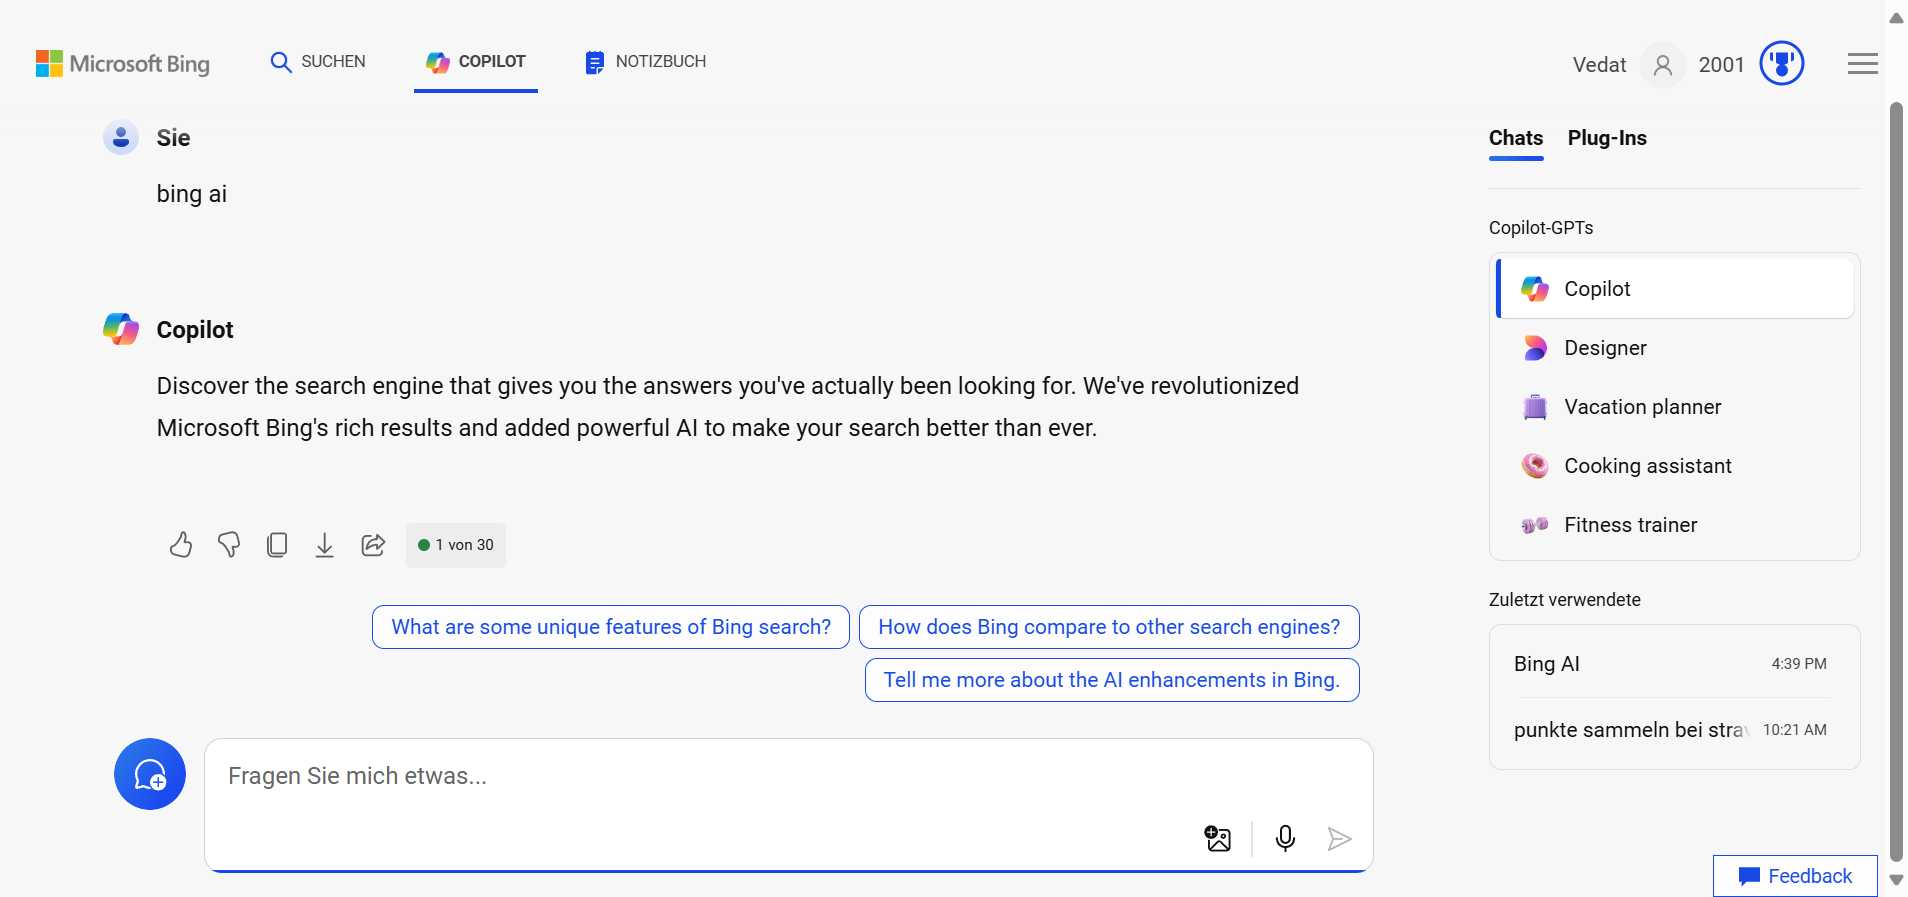 Microsoft Bing
SUCHEN
COPILOT
NOTIZBUCH
Vedat
2001
Sie
bing ai
Copilot
Discover the search engine that gives you the answers you've actually been looking for. We've revolutionized
Microsoft Bing's rich results and added powerful AI to make your search better than ever.
1 von 30
What are some unique features of Bing search?
How does Bing compare to other search engines?
Tell me more about the AI enhancements in Bing.
Fragen Sie mich etwas...
Chats Plug-Ins
Copilot-GPTs
Copilot
Designer
Vacation planner
Cooking assistant
Fitness trainer
Zuletzt verwendete
Bing AI 4:39 PM
punkte sammeln bei 10:21 AM
Feedback